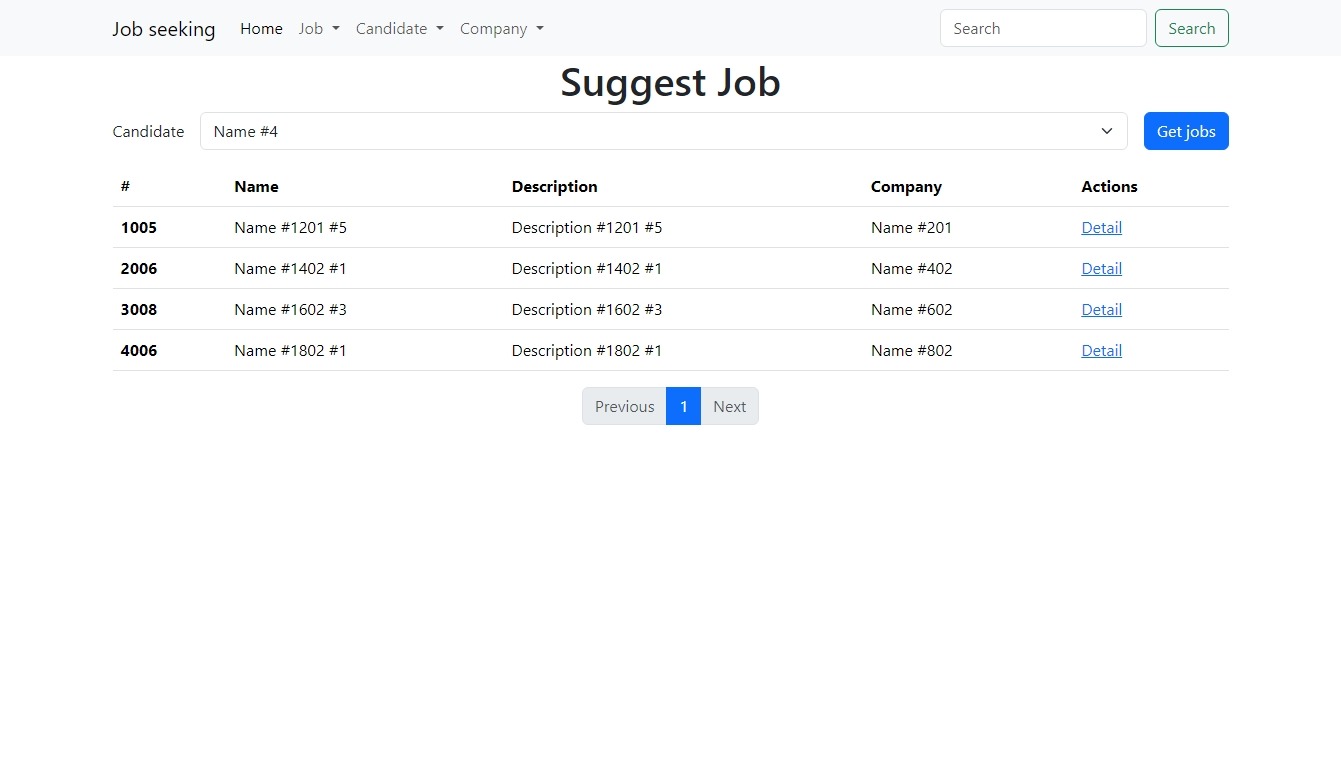 Job seeking Home Job Candidate Company Search Search
Suggest Job
Candidate Name #4 Get jobs
# Name Description Company Actions
1005 Name #1201 #5 Description #1201 #5 Name #201 Detail
2006 Name #1402 #1 Description #1402 #1 Name #402 Detail
3008 Name #1602 #3 Description #1602 #3 Name #602 Detail
4006 Name #1802 #1 Description #1802 #1 Name #802 Detail
Previous 1 Next